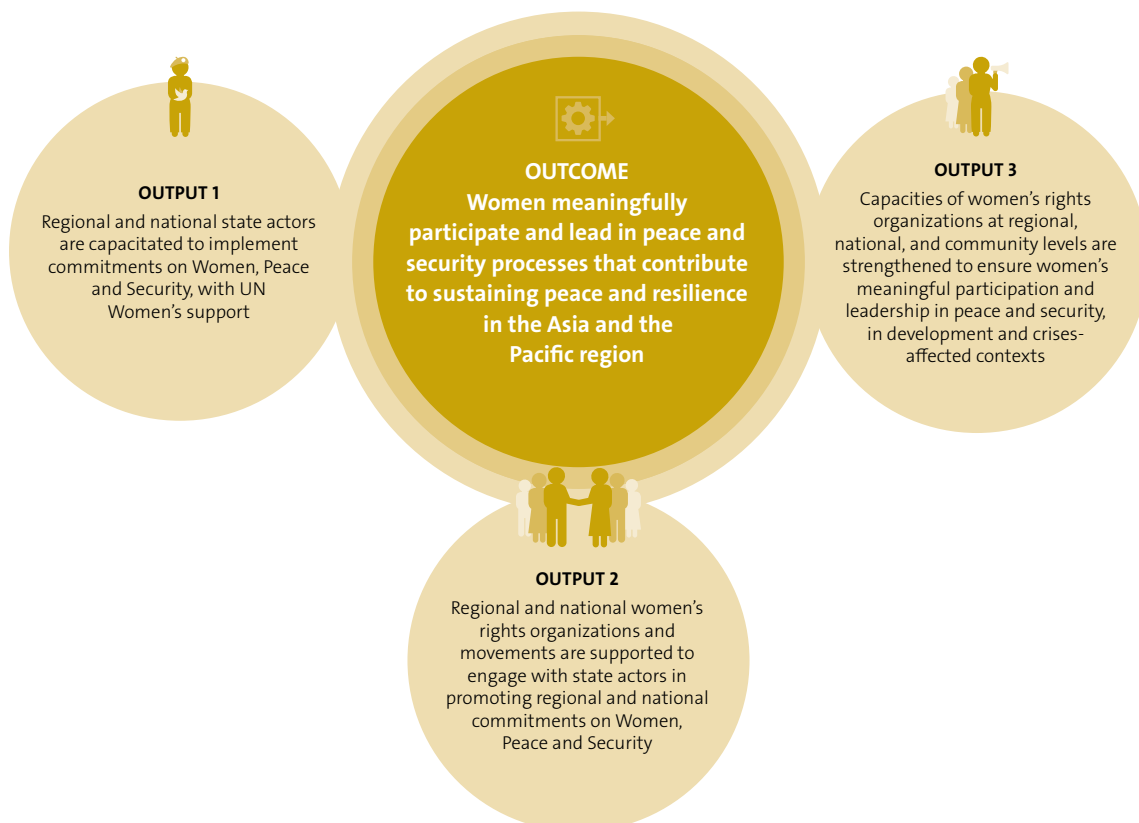 OUTPUT 1
Regional and national state actors
are capacitated to implement
commitments on Women, Peace
and Security, with UN
Women’s support
OUTCOME
Women meaningfully
participate and lead in peace and
security processes that contribute
to sustaining peace and resilience
in the Asia and the
Pacific region
OUTPUT 3
Capacities of women’s rights
organizations at regional,
national, and community levels are
strengthened to ensure women’s
meaningful participation and
leadership in peace and security,
in development and crises-
affected contexts
OUTPUT 2
Regional and national women’s
rights organizations and
movements are supported to
engage with state actors in
promoting regional and national
commitments on Women,
Peace and Security